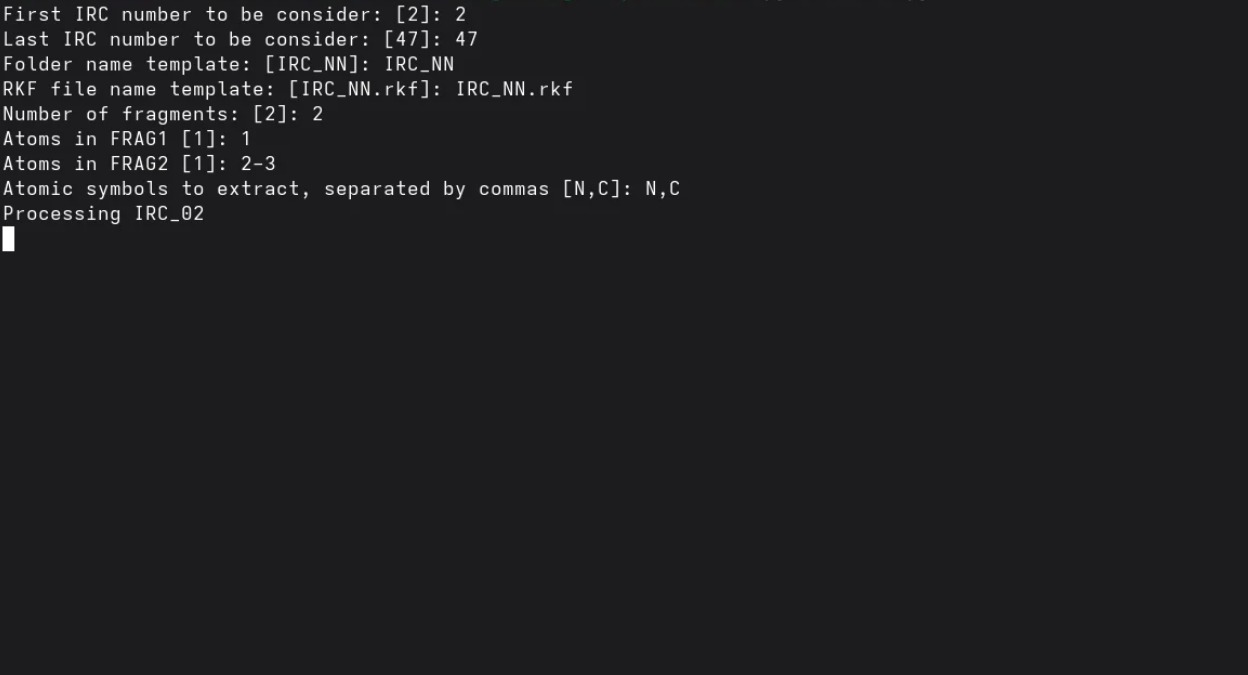 First IRC number to be consider: [2]: 2
Last IRC number to be consider: [47]: 47
Folder name template: [IRC_NN]: IRC_NN
RKF file name template: [IRC_NN.rkf]: IRC_NN.rkf
Number of fragments: [2]: 2
Atoms in FRAG1 [1]: 1
Atoms in FRAG2 [1]: 2-3
Atomic symbols to extract, separated by commas [N,C]: N,C
Processing IRC_02